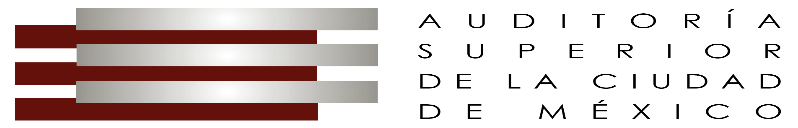 AUDITORÍA
SUPERIOR
DE LA CIUDAD
DE MÉXICO